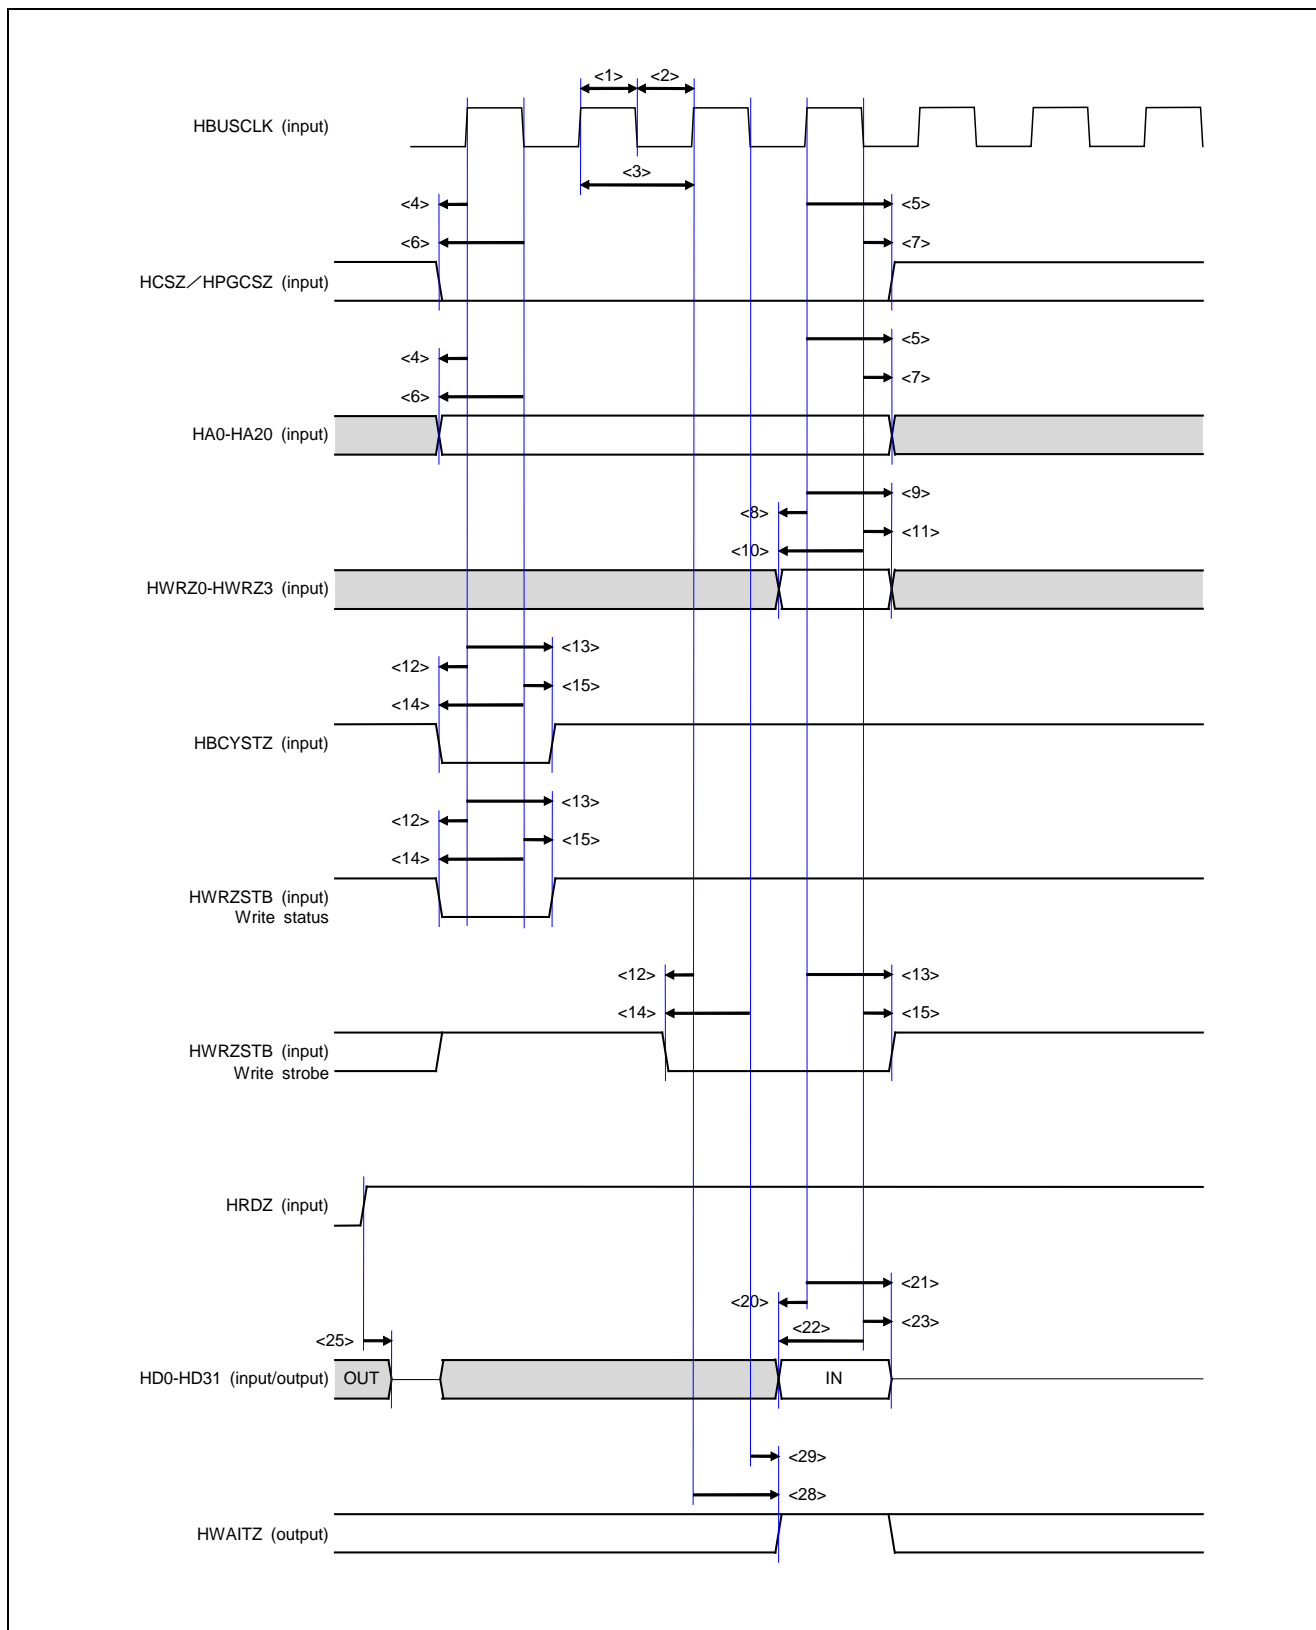 <1> <2>
HBUSCLK (input)
<3>
<4> <5>
<6> <7>
HCSZ／HPGCSZ (input)
<5>
<4>
<7>
<6>
HA0-HA20 (input)
<9>
<8>
<11>
<10>
HWRZ0-HWRZ3 (input)
<13>
<12>
<15>
<14>
HBCYSTZ (input)
<13>
<12>
<15>
<14>
HWRZSTB (input)
Write status
<12> <13>
<14> <15>
HWRZSTB (input)
Write strobe
HRDZ (input)
<21>
<20>
<23>
<25> <22>
HD0-HD31 (input/output) OUT IN
<29>
<28>
HWAITZ (output)